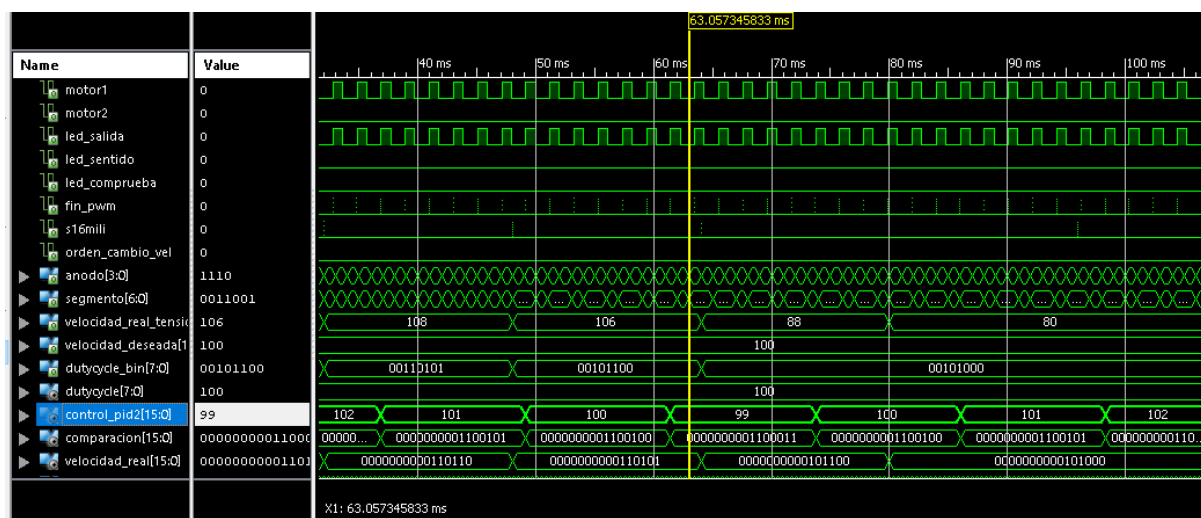 63.057345833 ms
Name Value
40 ms 50 ms 60 ms 70 ms 80 ms 90 ms 100 ms
motor1 0
motor2 0
led_salida 0
led_sentido 0
led_comprueba 0
fin_pwm 0
s16mili 0
orden_cambio_vel 0
anodo[3:0] 1110
segmento[6:0] 0011001 ... ... ... ... ... ... ... ... ... ... ... ... ... ...
velocidad_real_tensic 106 108 106 88 80
velocidad_deseada[1 100 100
dutycycle_bin[7:0] 00101100 00110101 00101100 00101000
dutycycle[7:0] 100 100
control_pid2[15:0] 99 102 101 100 99 100 101 102
comparacion[15:0] 00000000011000 00000... 0000000001100101 0000000001100100 0000000001100011 0000000001100100 0000000001100101 000000000110...
velocidad_real[15:0] 0000000000110110 0000000000110101 0000000000101100 0000000000101000
X1: 63.057345833 ms